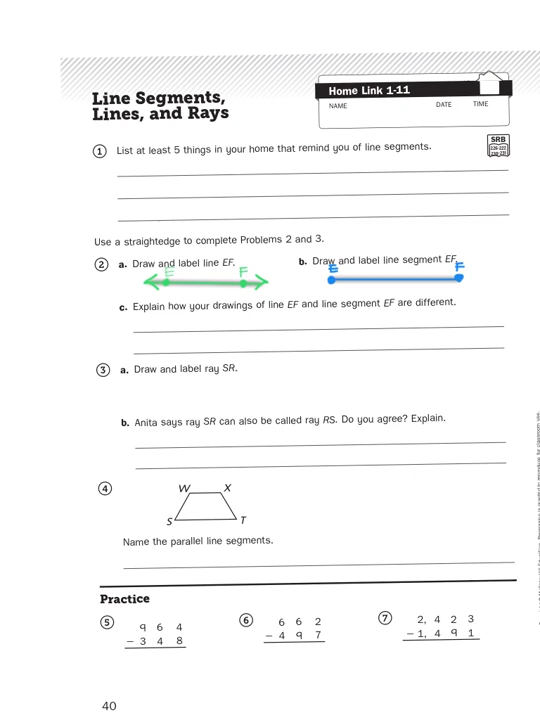 Line Segments,
Lines, and Rays
Home Link 1-11
NAME DATE TIME
① List at least 5 things in your home that remind you of line segments.
SRB
Use a straightedge to complete Problems 2 and 3.
② a. Draw and label line EF.
b. Draw and label line segment EF.
E F
E F
c. Explain how your drawings of line EF and line segment EF are different.
③ a. Draw and label ray SR.
b. Anita says ray SR can also be called ray RS. Do you agree? Explain.
④
W X
S T
Name the parallel line segments.
Practice
⑤ 9 6 4
− 3 4 8
⑥ 6 6 2
− 4 9 7
⑦ 2, 4 2 3
− 1, 4 9 1
40